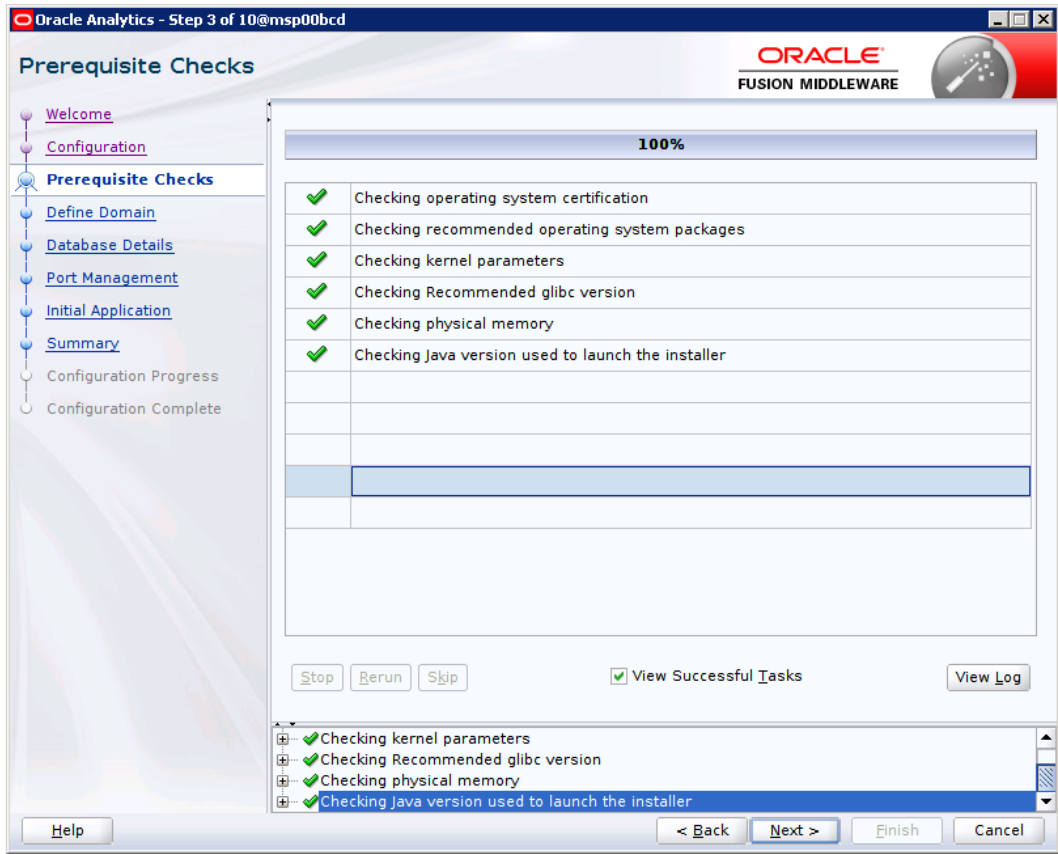 Oracle Analytics - Step 3 of 10@msp00bcd
Prerequisite Checks
ORACLE
FUSION MIDDLEWARE
Welcome
Configuration
Prerequisite Checks
Define Domain
Database Details
Port Management
Initial Application
Summary
Configuration Progress
Configuration Complete
100%
Checking operating system certification
Checking recommended operating system packages
Checking kernel parameters
Checking Recommended glibc version
Checking physical memory
Checking Java version used to launch the installer
Stop Rerun Skip View Successful Tasks View Log
Checking kernel parameters
Checking Recommended glibc version
Checking physical memory
Checking Java version used to launch the installer
Help < Back Next > Finish Cancel